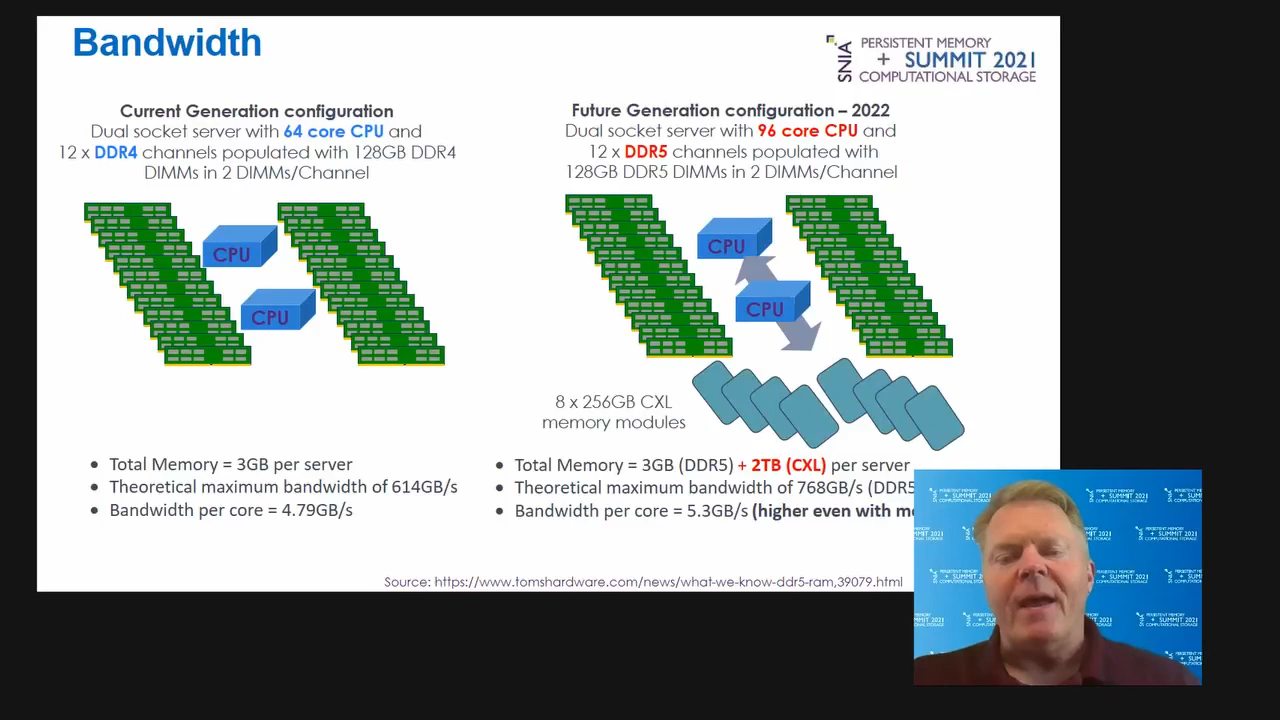 Bandwidth
SNIA
PERSISTENT MEMORY
+ SUMMIT 2021
COMPUTATIONAL STORAGE
Current Generation configuration
Dual socket server with 64 core CPU and
12 x DDR4 channels populated with 128GB DDR4
DIMMs in 2 DIMMs/Channel
CPU
CPU
Total Memory = 3GB per server
Theoretical maximum bandwidth of 614GB/s
Bandwidth per core = 4.79GB/s
Future Generation configuration – 2022
Dual socket server with 96 core CPU and
12 x DDR5 channels populated with
128GB DDR5 DIMMs in 2 DIMMs/Channel
CPU
CPU
8 x 256GB CXL
memory modules
Total Memory = 3GB (DDR5) + 2TB (CXL) per server
Theoretical maximum bandwidth of 768GB/s (DDR5
Bandwidth per core = 5.3GB/s (higher even with
Source: https://www.tomshardware.com/news/what-we-know-ddr5-ram,39079.html